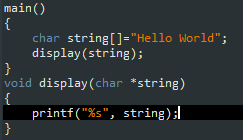 main()
{
    char string[]="Hello World";
    display(string);
}
void display(char *string)
{
    printf("%s", string);
}